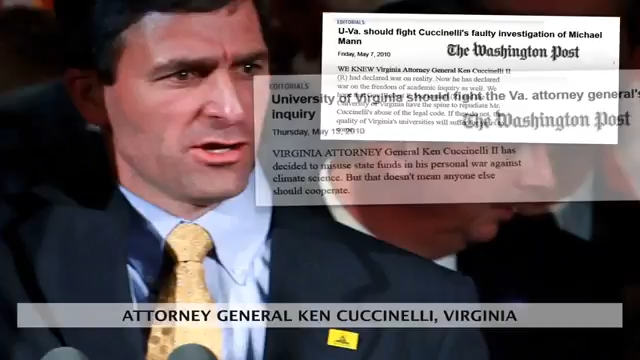 EDITORIALS
U-Va. should fight Cuccinelli's faulty investigation of Michael
Mann
Friday, May 7, 2010
The Washington Post
WE KNEW Virginia Attorney General Ken Cuccinelli II
(R) had declared war on reality. Now he has declared
war on the freedom of academic inquiry as well. We
University of Virginia have the spine to repudiate Mr.
Cuccinelli's abuse of the legal code. If they do not, the
quality of Virginia's universities will
EDITORIALS
University of Virginia should fight the Va. attorney general's
inquiry
Thursday, May 13, 2010
The Washington Post
VIRGINIA ATTORNEY General Ken Cuccinelli II has
decided to misuse state funds in his personal war against
climate science. But that doesn't mean anyone else
should cooperate.
ATTORNEY GENERAL KEN CUCCINELLI, VIRGINIA